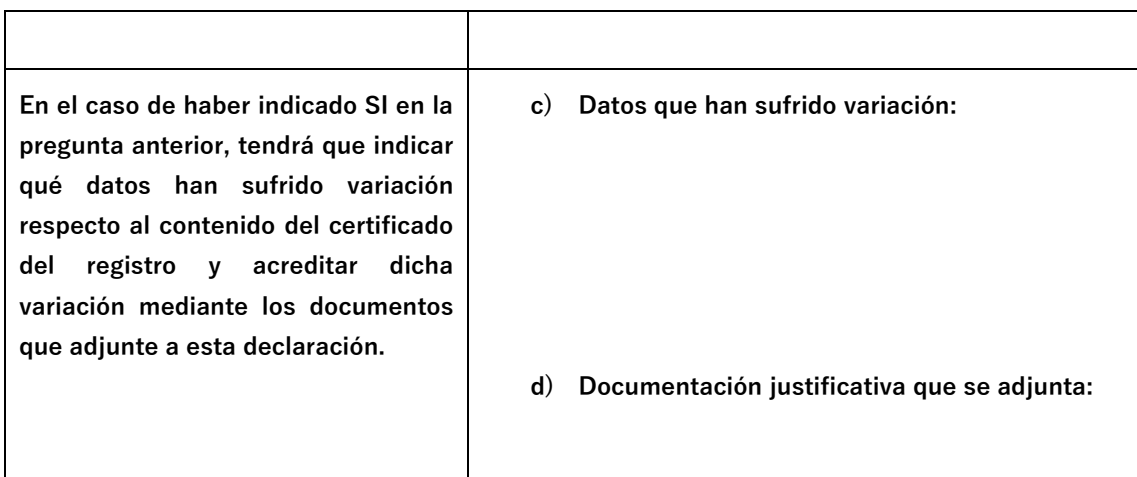 En el caso de haber indicado SI en la
pregunta anterior, tendrá que indicar
qué datos han sufrido variación
respecto al contenido del certificado
del registro y acreditar dicha
variación mediante los documentos
que adjunte a esta declaración.
c) Datos que han sufrido variación:
d) Documentación justificativa que se adjunta: